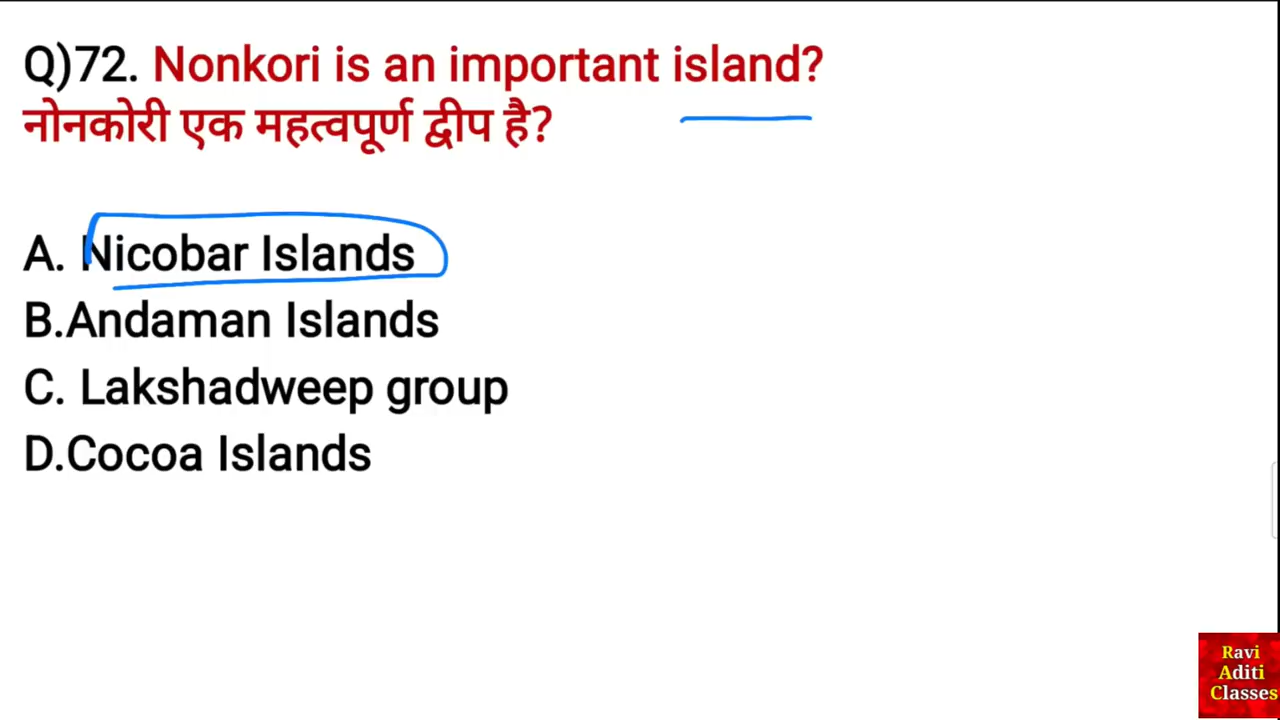 Q)72. Nonkori is an important island?
नोनकोरी एक महत्वपूर्ण द्वीप है?
A. Nicobar Islands
B.Andaman Islands
C. Lakshadweep group
D.Cocoa Islands
Ravi
Aditi
Classes